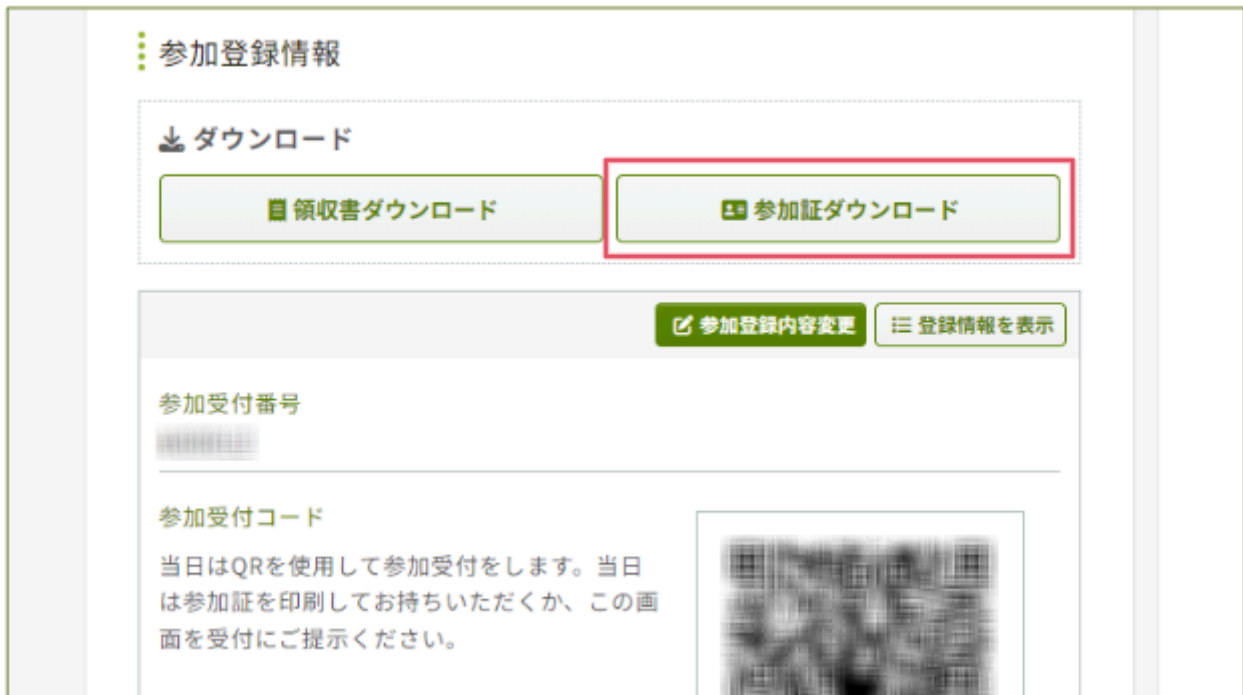 参加登録情報
ダウンロード
領収書ダウンロード
参加証ダウンロード
参加登録内容変更
登録情報を表示
参加受付番号
参加受付コード
当日はQRを使用して参加受付をします。当日
は参加証を印刷してお持ちいただくか、この画
面を受付にご提示ください。